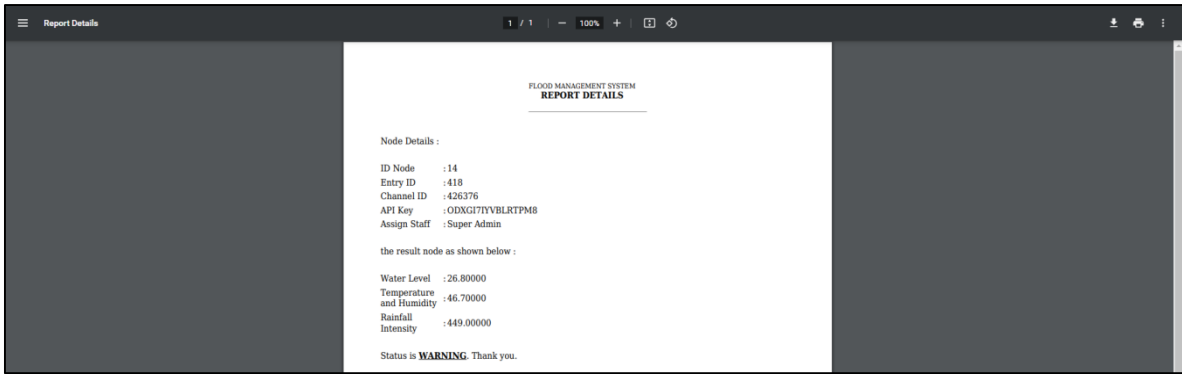 Report Details
1 / 1
100%
FLOOD MANAGEMENT SYSTEM
REPORT DETAILS
Node Details :
ID Node : 14
Entry ID : 418
Channel ID : 426376
API Key : ODXGI7IYVBLRTPM8
Assign Staff : Super Admin
the result node as shown below :
Water Level : 26.80000
Temperature
and Humidity : 46.70000
Rainfall
Intensity : 449.00000
Status is WARNING. Thank you.